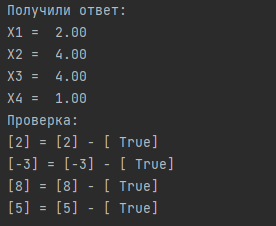 Получили ответ:
X1 =  2.00
X2 =  4.00
X3 =  4.00
X4 =  1.00
Проверка:
[2] = [2] - [ True]
[-3] = [-3] - [ True]
[8] = [8] - [ True]
[5] = [5] - [ True]